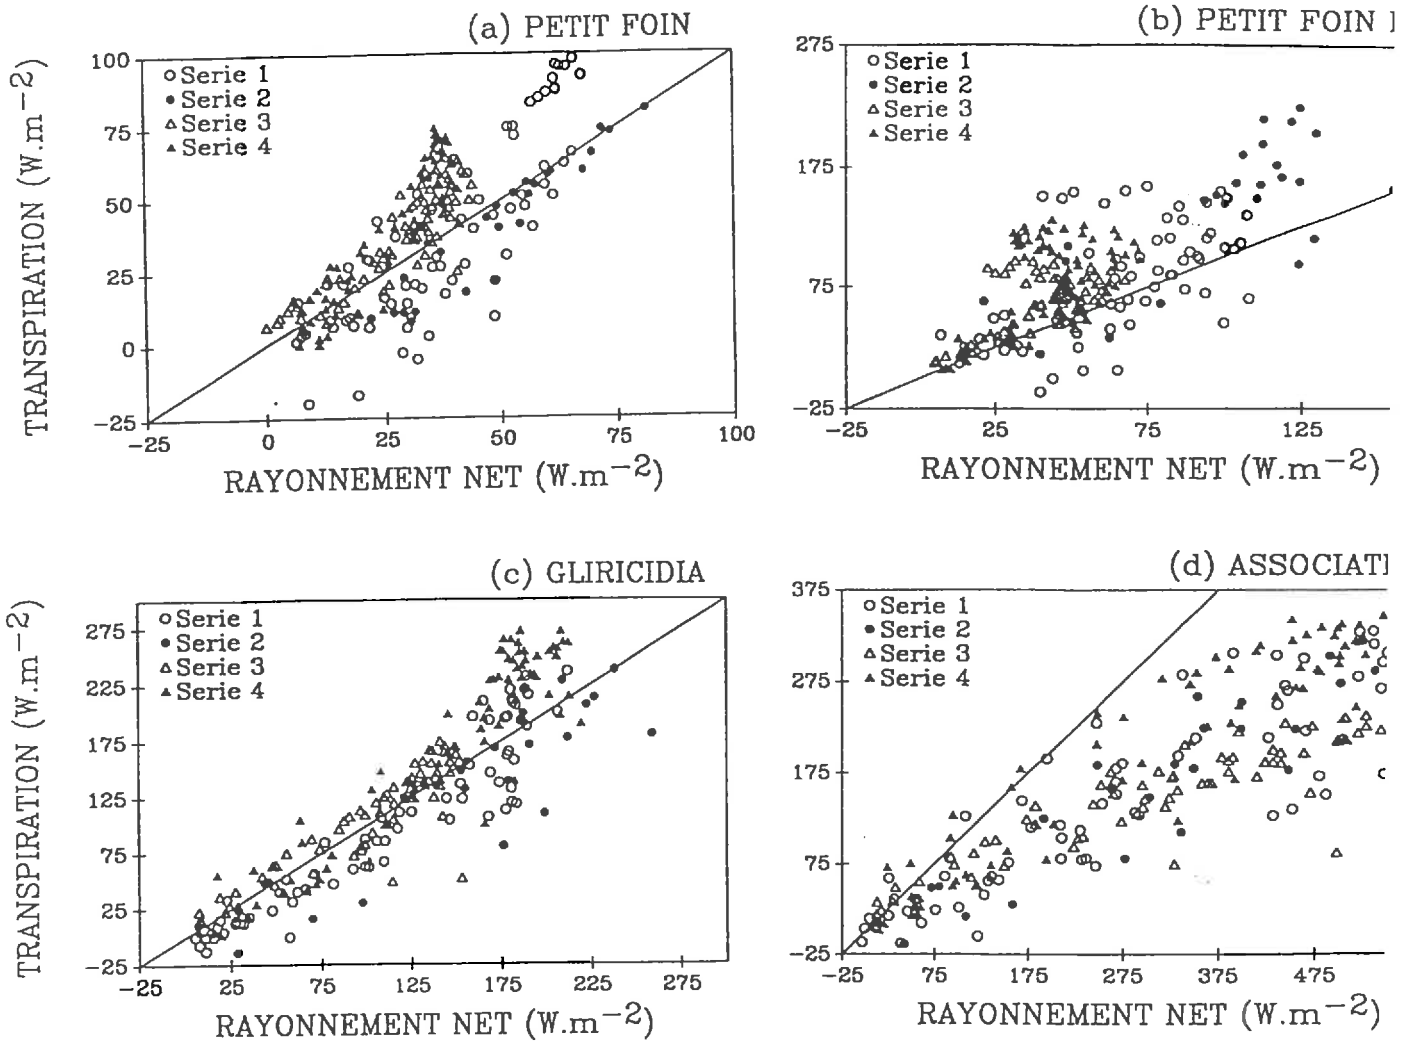 (a) PETIT FOIN
TRANSPIRATION (W.m−2)
100
75
50
25
0
−25
○ Serie 1
● Serie 2
△ Serie 3
▲ Serie 4
−25 0 25 50 75 100
RAYONNEMENT NET (W.m−2)
(b) PETIT FOIN
275
175
75
−25
○ Serie 1
● Serie 2
△ Serie 3
▲ Serie 4
−25 25 75 125
RAYONNEMENT NET (W.m−2)
(c) GLIRICIDIA
TRANSPIRATION (W.m−2)
275
225
175
125
75
25
−25
○ Serie 1
● Serie 2
△ Serie 3
▲ Serie 4
−25 25 75 125 175 225 275
RAYONNEMENT NET (W.m−2)
(d) ASSOCIATI
375
275
175
75
−25
○ Serie 1
● Serie 2
△ Serie 3
▲ Serie 4
−25 75 175 275 375 475
RAYONNEMENT NET (W.m−2)